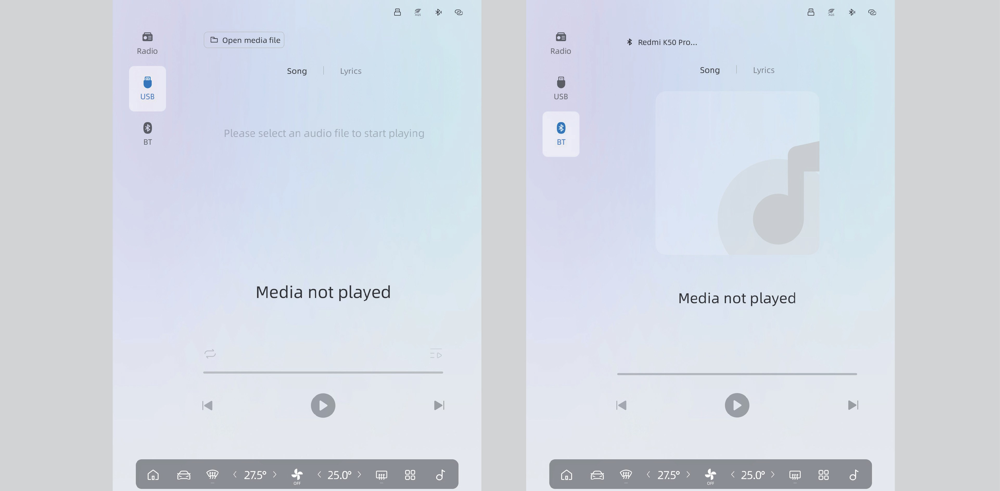 AQS
Open media file
Radio
Song
Lyrics
USB
Please select an audio file to start playing
BT
Media not played
27.5°
OFF
25.0°
AQS
Redmi K50 Pro...
Radio
Song
Lyrics
USB
BT
Media not played
27.5°
OFF
25.0°